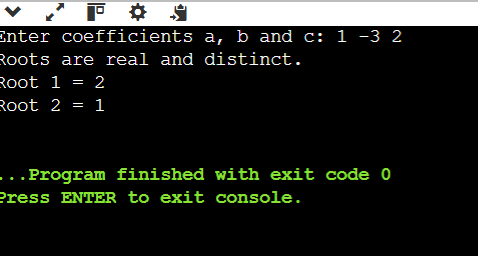 Enter coefficients a, b and c: 1 -3 2
Roots are real and distinct.
Root 1 = 2
Root 2 = 1
...Program finished with exit code 0
Press ENTER to exit console.